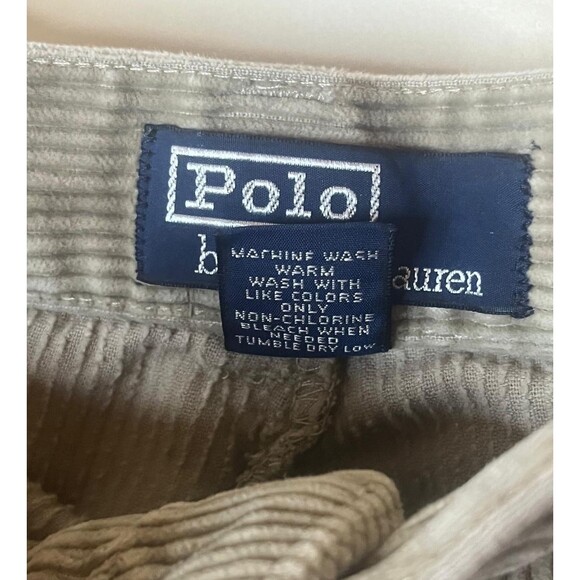 Polo
b auren
MACHINE WASH
WARM
WASH WITH
LIKE COLORS
ONLY
NON-CHLORINE
BLEACH WHEN
NEEDED
TUMBLE DRY LOW